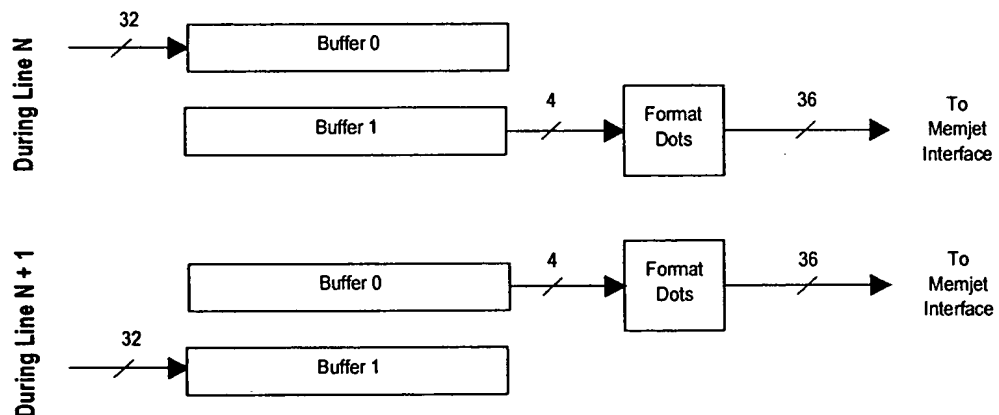 During Line N
32
Buffer 0
Buffer 1
4
Format
Dots
36
To
Memjet
Interface
During Line N + 1
Buffer 0
4
Format
Dots
36
To
Memjet
Interface
32
Buffer 1